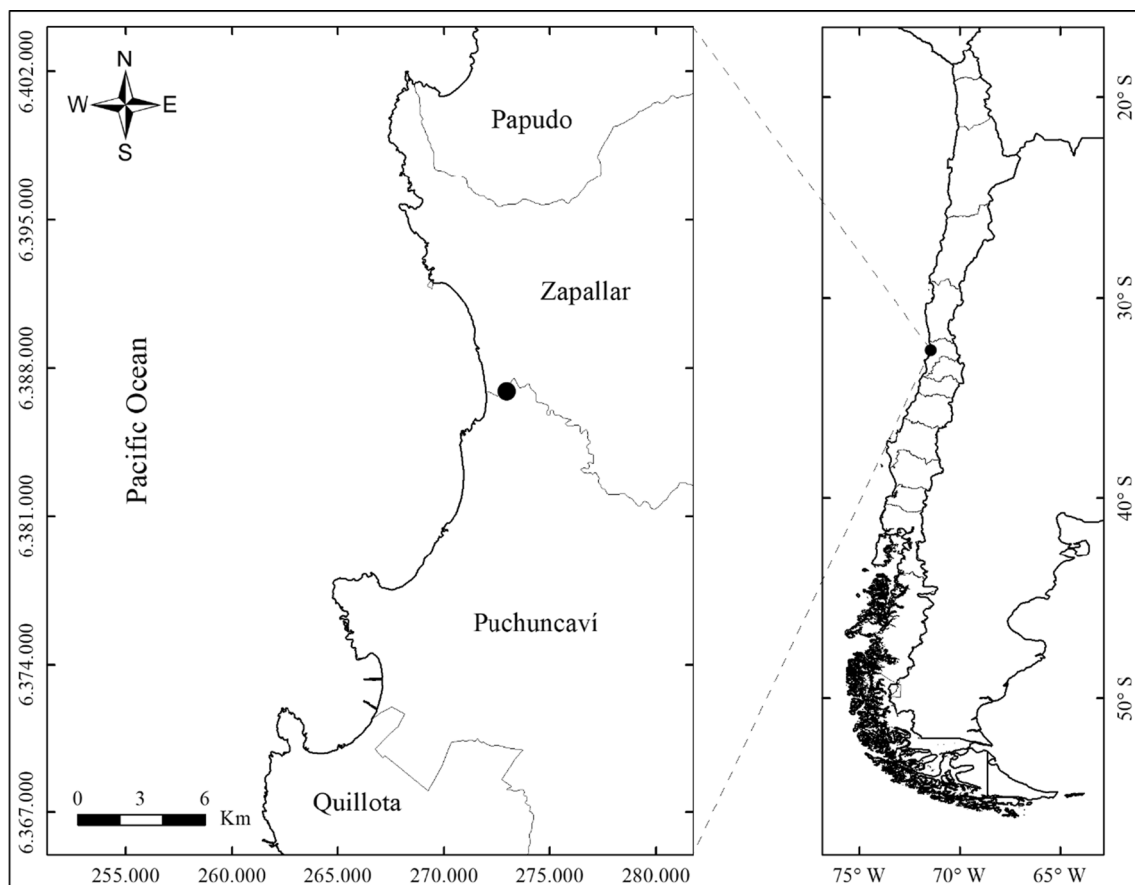 N
W E
S
6.402.000
6.395.000
6.388.000
6.381.000
6.374.000
6.367.000
Pacific Ocean
Papudo
Zapallar
Puchuncaví
Quillota
0 3 6
Km
255.000 260.000 265.000 270.000 275.000 280.000
20° S
30° S
40° S
50° S
75° W 70° W 65° W